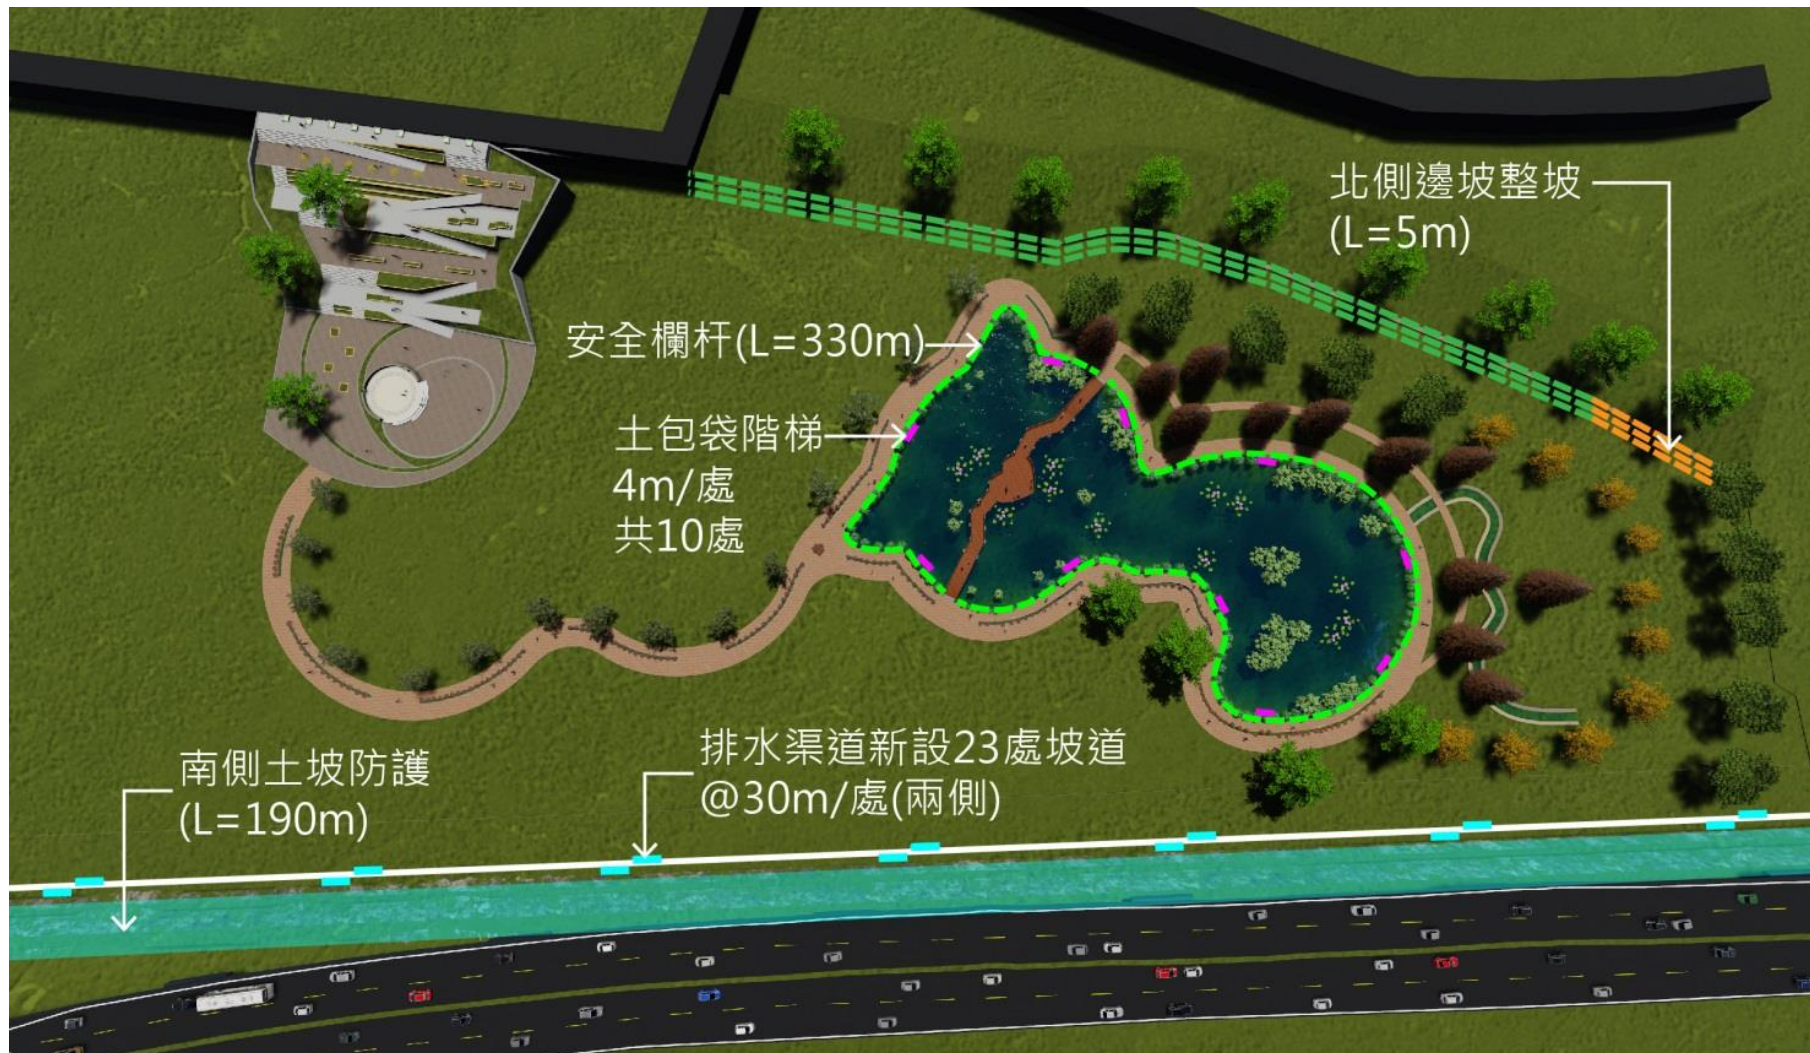 北側邊坡整坡
(L=5m)
安全欄杆(L=330m)
土包袋階梯
4m/處
共10處
排水渠道新設23處坡道
@30m/處(兩側)
南側土坡防護
(L=190m)